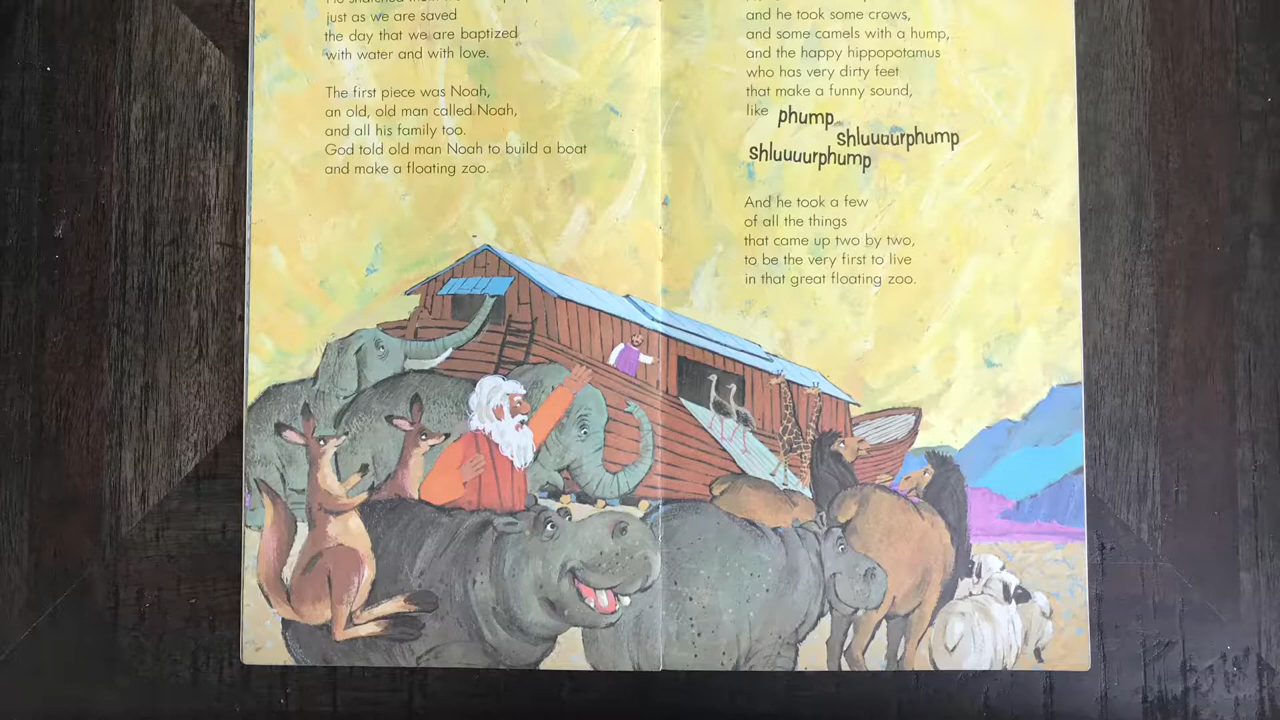 just as we are saved
the day that we are baptized
with water and with love.
The first piece was Noah,
an old, old man called Noah,
and all his family too.
God told old man Noah to build a boat
and make a floating zoo.
and he took some crows,
and some camels with a hump,
and the happy hippopotamus
who has very dirty feet
that make a funny sound,
like phump
shluuuurphump
shluuuurphump
And he took a few
of all the things
that came up two by two,
to be the very first to live
in that great floating zoo.